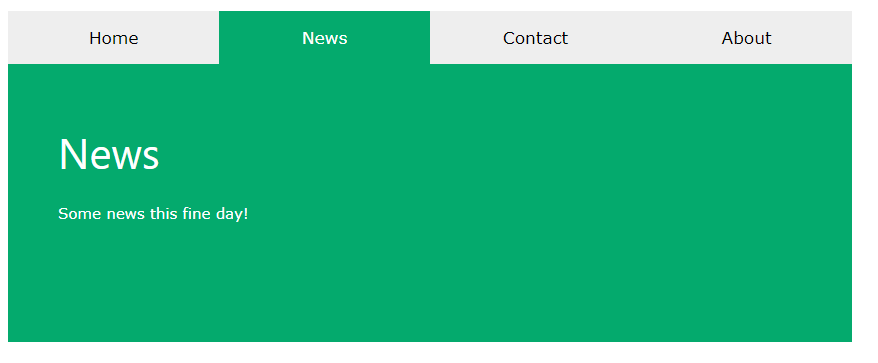 Home News Contact About
News
Some news this fine day!